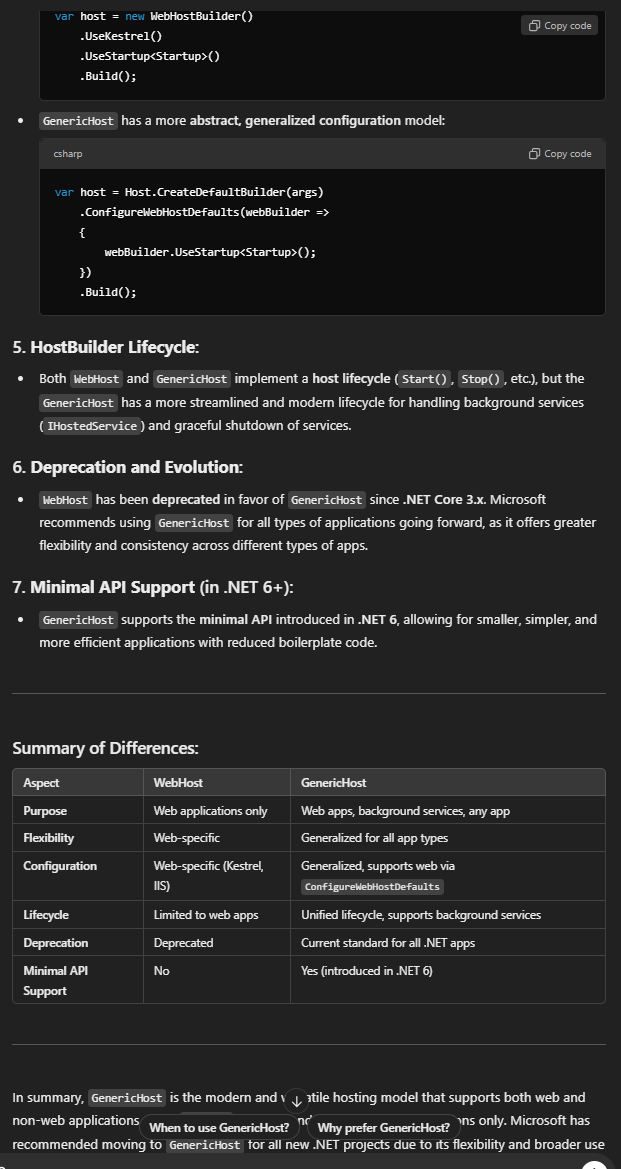 var host = new WebHostBuilder()
Copy code
.UseKestrel()
.UseStartup<Startup>()
.Build();
• GenericHost has a more abstract, generalized configuration model:
csharp
Copy code
var host = Host.CreateDefaultBuilder(args)
.ConfigureWebHostDefaults(webBuilder =>
{
webBuilder.UseStartup<Startup>();
})
.Build();
5. HostBuilder Lifecycle:
• Both WebHost and GenericHost implement a host lifecycle (Start(), Stop(), etc.), but the
GenericHost has a more streamlined and modern lifecycle for handling background services
(IHostedService) and graceful shutdown of services.
6. Deprecation and Evolution:
• WebHost has been deprecated in favor of GenericHost since .NET Core 3.x. Microsoft
recommends using GenericHost for all types of applications going forward, as it offers greater
flexibility and consistency across different types of apps.
7. Minimal API Support (in .NET 6+):
• GenericHost supports the minimal API introduced in .NET 6, allowing for smaller, simpler, and
more efficient applications with reduced boilerplate code.
Summary of Differences:
Aspect WebHost GenericHost
Purpose Web applications only Web apps, background services, any app
Flexibility Web-specific Generalized for all app types
Configuration Web-specific (Kestrel, Generalized, supports web via
IIS) ConfigureWebHostDefaults
Lifecycle Limited to web apps Unified lifecycle, supports background services
Deprecation Deprecated Current standard for all .NET apps
Minimal API No Yes (introduced in .NET 6)
Support
In summary, GenericHost is the modern and hosting model that supports both web and
non-web applications only. Microsoft has
When to use GenericHost? Why prefer GenericHost?
recommended moving to GenericHost for all new .NET projects due to its flexibility and broader use